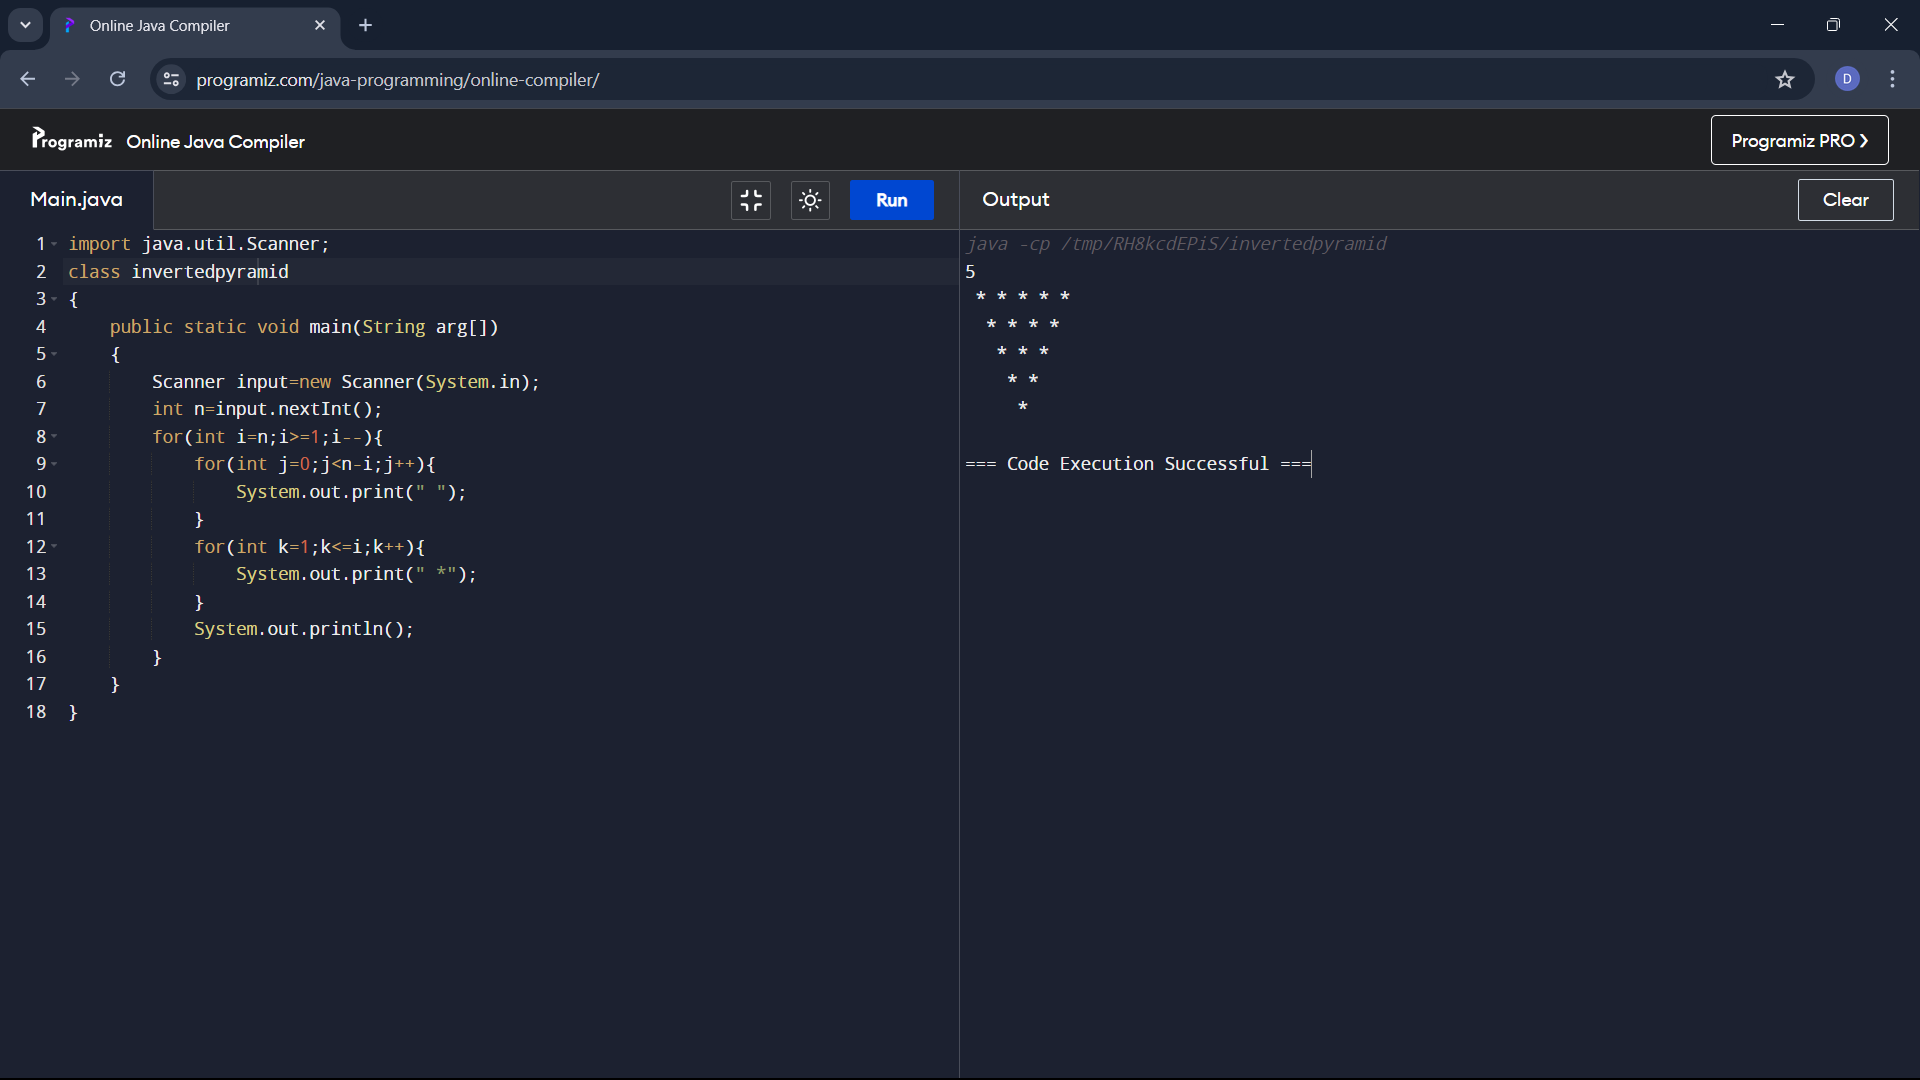 Online Java Compiler
programiz.com/java-programming/online-compiler/
D
Programiz Online Java Compiler
Programiz PRO ❯
Main.java
Run
Output
Clear
1 import java.util.Scanner;
2 class invertedpyramid
3 {
4     public static void main(String arg[])
5     {
6         Scanner input=new Scanner(System.in);
7         int n=input.nextInt();
8         for(int i=n;i>=1;i--){
9             for(int j=0;j<n-i;j++){
10                 System.out.print(" ");
11             }
12             for(int k=1;k<=i;k++){
13                 System.out.print(" *");
14             }
15             System.out.println();
16         }
17     }
18 }
java -cp /tmp/RH8kcdEPiS/invertedpyramid
5
 * * * * *
  * * * *
   * * *
    * *
     *
=== Code Execution Successful ===